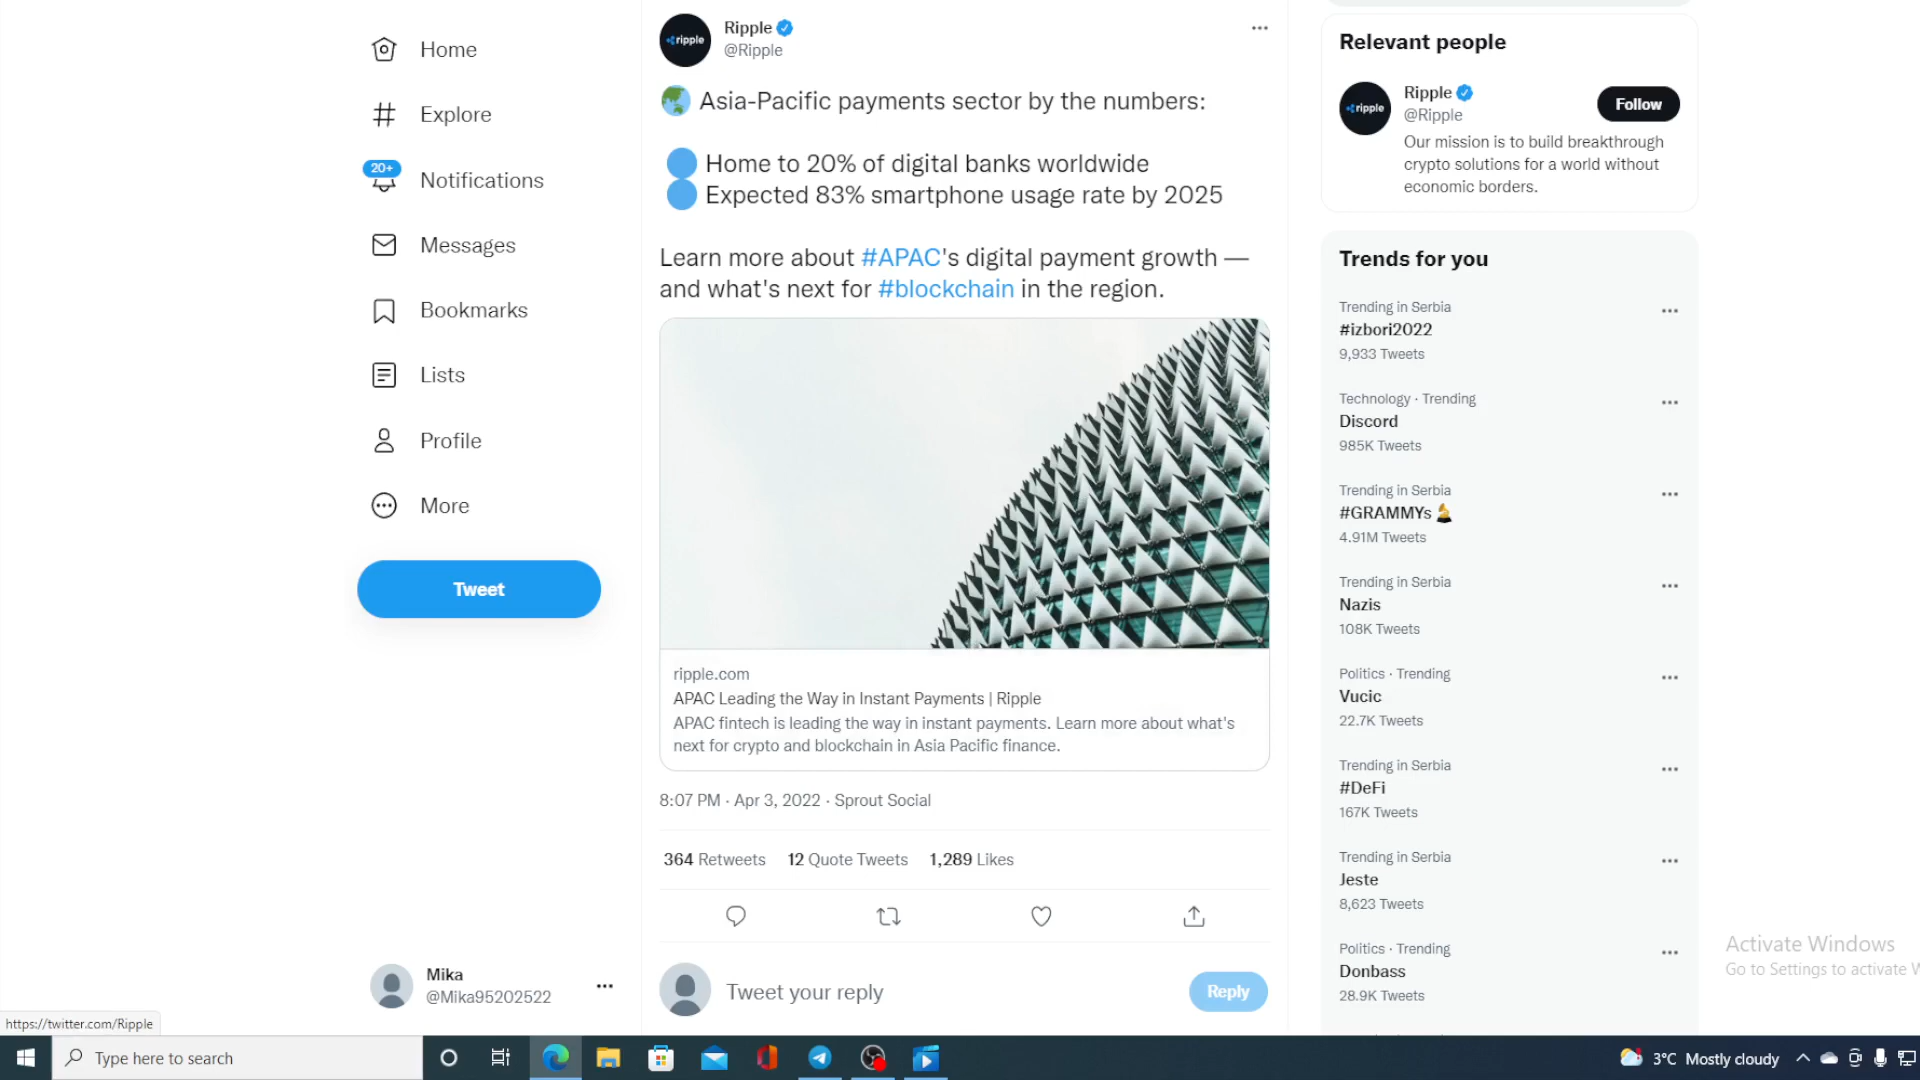 Home
Explore
20+
Notifications
Messages
Bookmarks
Lists
Profile
More
Tweet
Mika
@Mika95202522
https://twitter.com/Ripple
ripple
Ripple
@Ripple
Asia-Pacific payments sector by the numbers:
Home to 20% of digital banks worldwide
Expected 83% smartphone usage rate by 2025
Learn more about #APAC's digital payment growth —
and what's next for #blockchain in the region.
ripple.com
APAC Leading the Way in Instant Payments | Ripple
APAC fintech is leading the way in instant payments. Learn more about what's
next for crypto and blockchain in Asia Pacific finance.
8:07 PM · Apr 3, 2022 · Sprout Social
364 Retweets 12 Quote Tweets 1,289 Likes
Tweet your reply
Reply
Relevant people
ripple
Ripple
@Ripple
Follow
Our mission is to build breakthrough
crypto solutions for a world without
economic borders.
Trends for you
Trending in Serbia
#izbori2022
9,933 Tweets
Technology · Trending
Discord
985K Tweets
Trending in Serbia
#GRAMMYs
4.91M Tweets
Trending in Serbia
Nazis
108K Tweets
Politics · Trending
Vucic
22.7K Tweets
Trending in Serbia
#DeFi
167K Tweets
Trending in Serbia
Jeste
8,623 Tweets
Politics · Trending
Donbass
28.9K Tweets
Activate Windows
Go to Settings to activate W
Type here to search
3°C Mostly cloudy